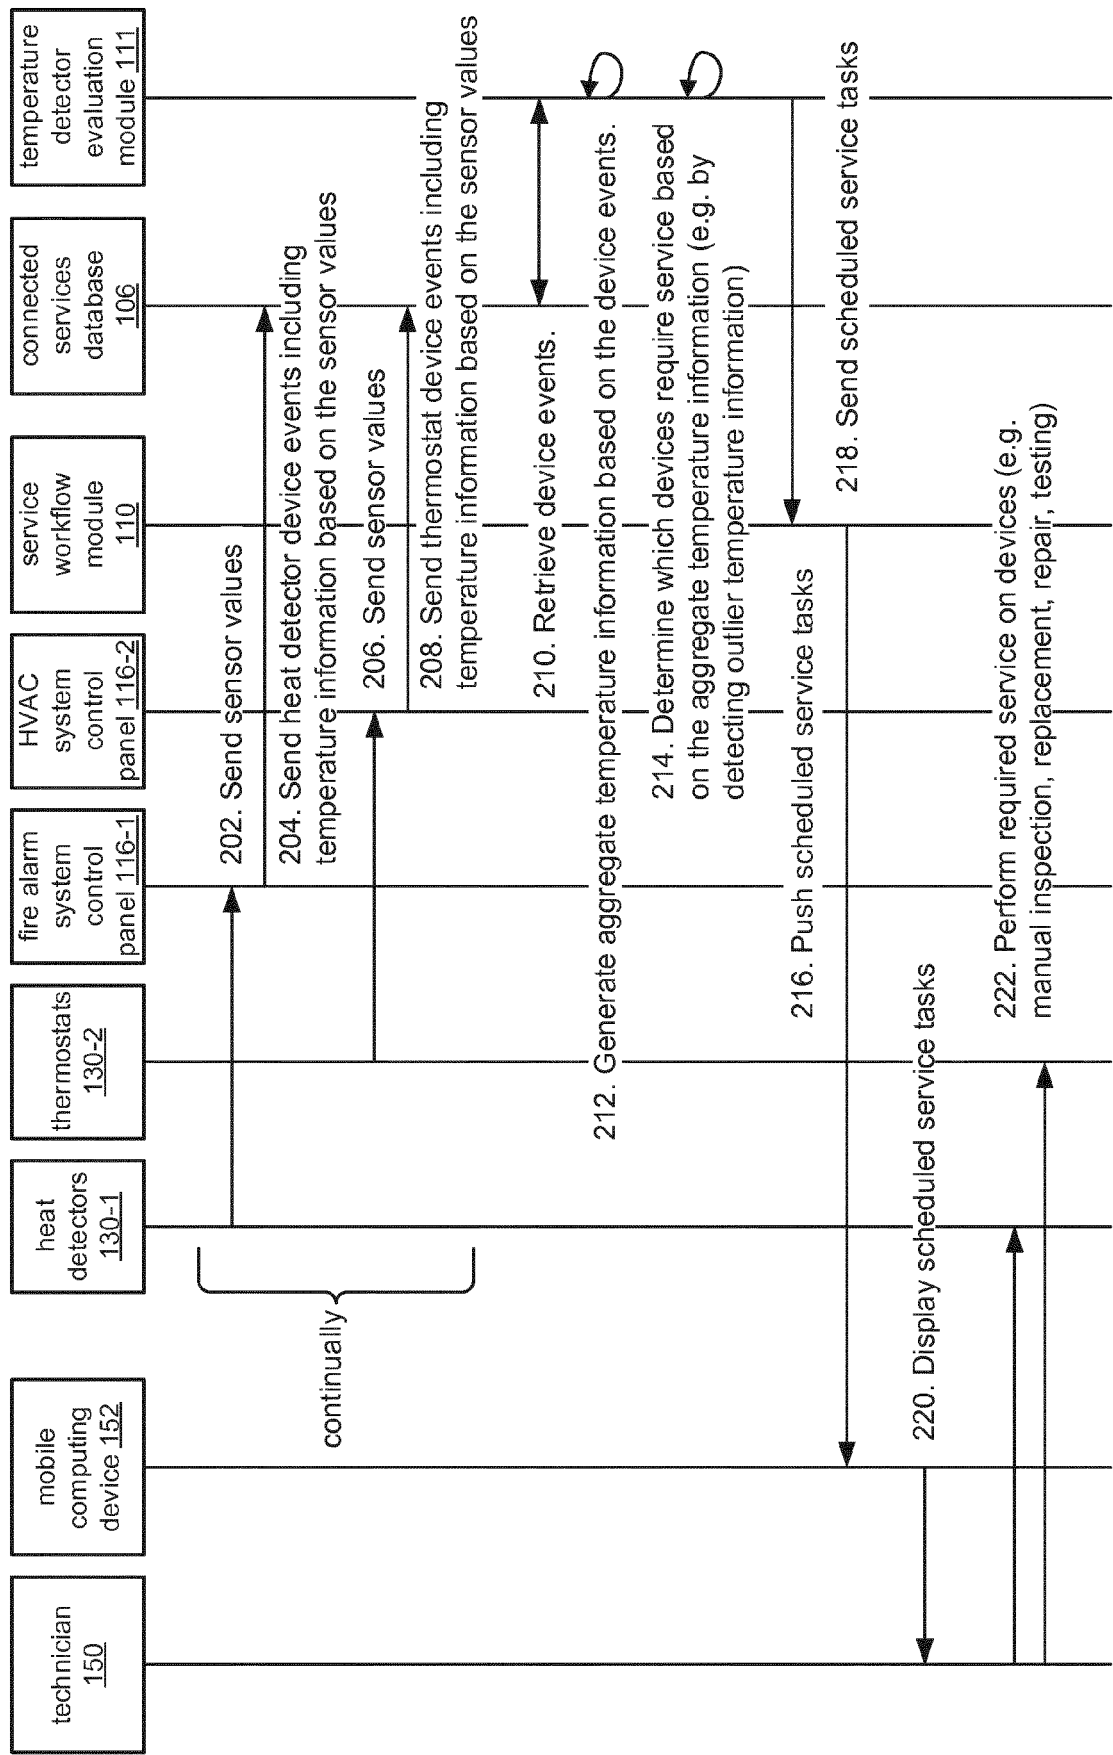 technician
150
mobile
computing
device 152
heat
detectors
130-1
thermostats
130-2
fire alarm
system
control
panel 116-1
HVAC
system
control
panel 116-2
service
workflow
module
110
connected
services
database
106
temperature
detector
evaluation
module 111
continually
202. Send sensor values
204. Send heat detector device events including
temperature information based on the sensor values
206. Send sensor values
208. Send thermostat device events including
temperature information based on the sensor values
210. Retrieve device events.
212. Generate aggregate temperature information based on the device events.
214. Determine which devices require service based
on the aggregate temperature information (e.g. by
detecting outlier temperature information)
216. Push scheduled service tasks
218. Send scheduled service tasks
220. Display scheduled service tasks
222. Perform required service on devices (e.g.
manual inspection, replacement, repair, testing)